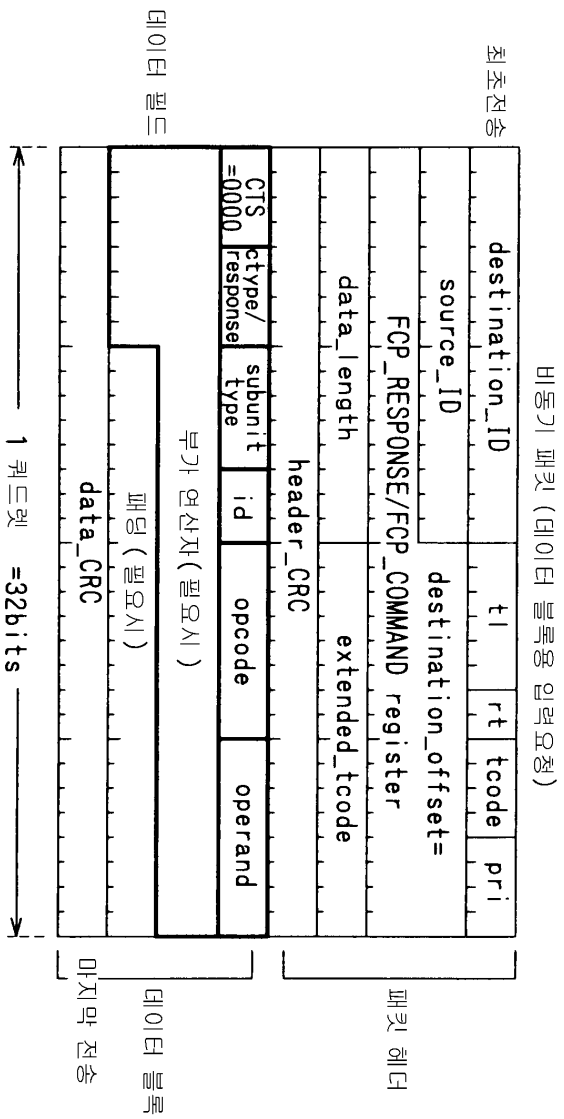 비동기 패킷 (데이터 블록용 입력요청)
최초전송
destination_ID
tl
rt
tcode
pri
source_ID
destination_offset=
FCP_RESPONSE/FCP_COMMAND register
data_length
extended_tcode
header_CRC
패킷 헤더
CTS
=0000
ctype/
response
subunit
type
id
opcode
operand
부가 연산자(필요시)
패딩(필요시)
data_CRC
데이터 필드
데이터 블록
마지막 전송
1 쿼드렛 =32bits